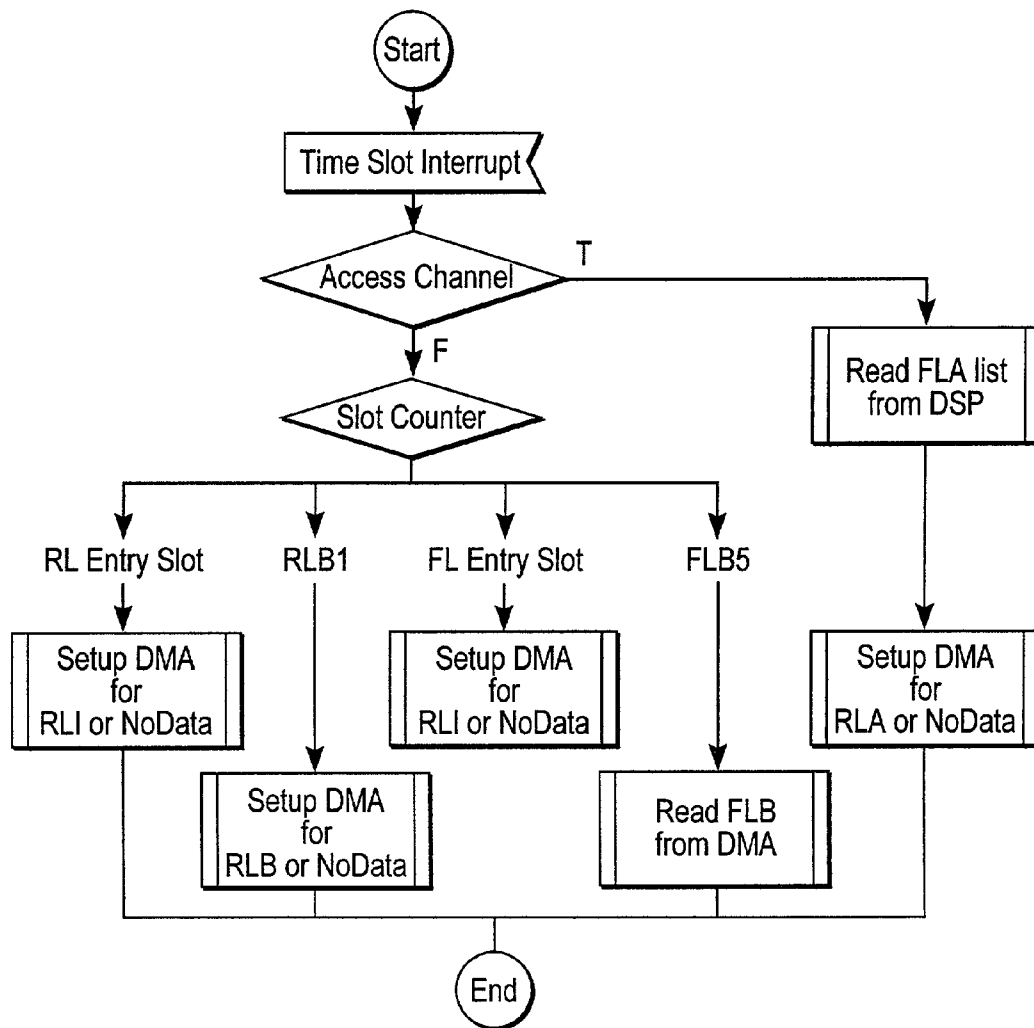 Start
Time Slot Interrupt
Access Channel
T
F
Read FLA list
from DSP
Slot Counter
RL Entry Slot
RLB1
FL Entry Slot
FLB5
Setup DMA
for
RLI or NoData
Setup DMA
for
RLI or NoData
Setup DMA
for
RLA or NoData
Setup DMA
for
RLB or NoData
Read FLB
from DMA
End